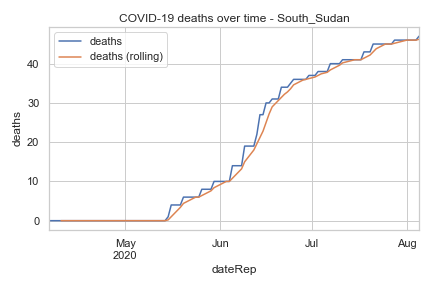 COVID-19 deaths over time - South_Sudan
deaths
deaths (rolling)
deaths
40
30
20
10
0
May
2020
Jun
Jul
Aug
dateRep